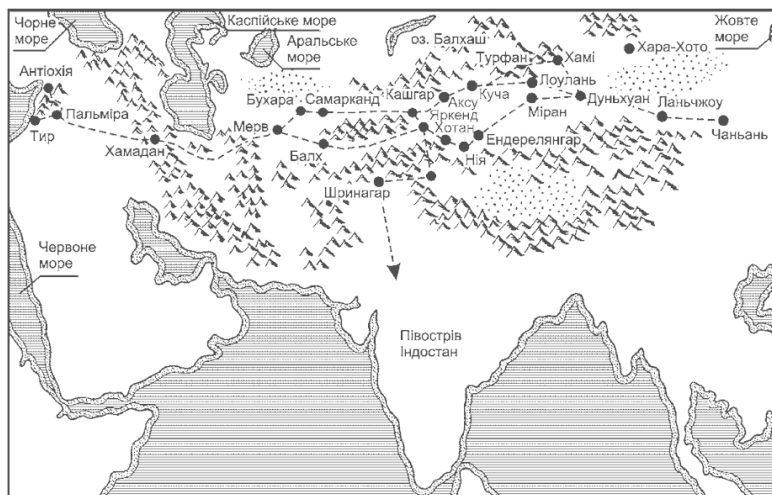 Чорне
море
Каспійське море
Аральське
море
оз. Балхаш
Жовте
море
Турфан
Хамі
Хара-Хото
Антіохія
Пальміра
Тир
Хамадан
Мерв
Бухара
Самарканд
Балх
Кашгар
Аксу
Куча
Яркенд
Хотан
Нія
Ендерелянгар
Міран
Лоулань
Дуньхуан
Ланьчжоу
Чаньань
Шринагар
Червоне
море
Півострів
Індостан